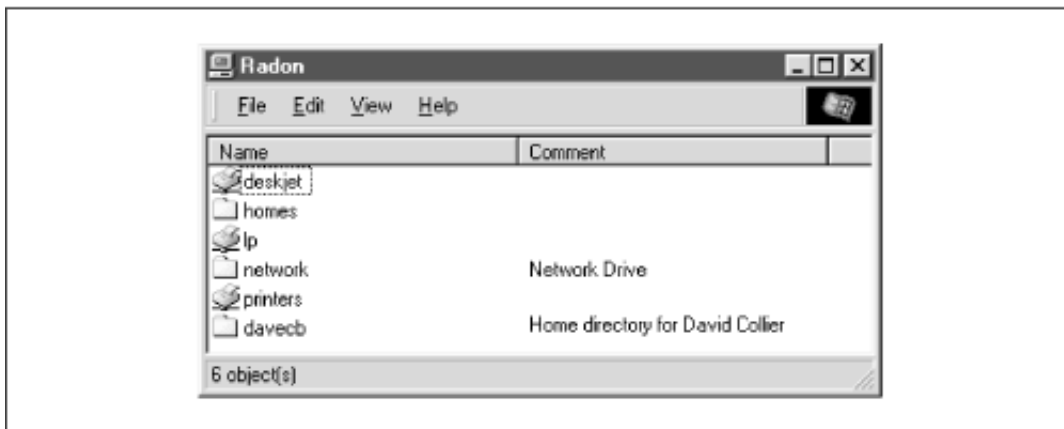 Radon
File Edit View Help
Name Comment
deskjet
homes
lp
network Network Drive
printers
davecb Home directory for David Collier
6 object(s)